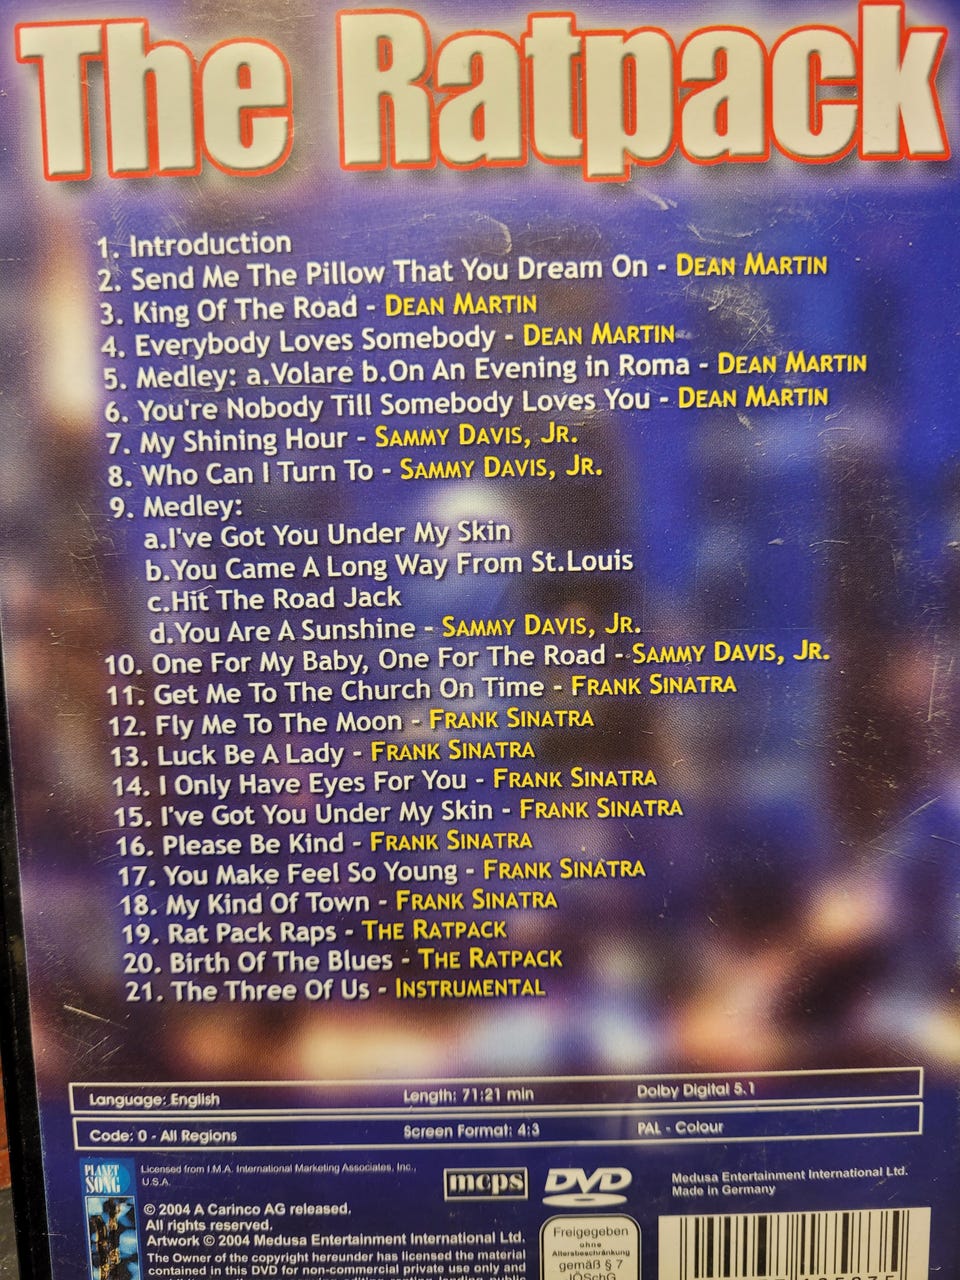 The Ratpack
1. Introduction
2. Send Me The Pillow That You Dream On - DEAN MARTIN
3. King Of The Road - DEAN MARTIN
4. Everybody Loves Somebody - DEAN MARTIN
5. Medley: a.Volare b.On An Evening in Roma - DEAN MARTIN
6. You're Nobody Till Somebody Loves You - DEAN MARTIN
7. My Shining Hour - SAMMY DAVIS, JR.
8. Who Can I Turn To - SAMMY DAVIS, JR.
9. Medley:
a.I've Got You Under My Skin
b.You Came A Long Way From St.Louis
c.Hit The Road Jack
d.You Are A Sunshine - SAMMY DAVIS, JR.
10. One For My Baby, One For The Road - SAMMY DAVIS, JR.
11. Get Me To The Church On Time - FRANK SINATRA
12. Fly Me To The Moon - FRANK SINATRA
13. Luck Be A Lady - FRANK SINATRA
14. I Only Have Eyes For You - FRANK SINATRA
15. I've Got You Under My Skin - FRANK SINATRA
16. Please Be Kind - FRANK SINATRA
17. You Make Feel So Young - FRANK SINATRA
18. My Kind Of Town - FRANK SINATRA
19. Rat Pack Raps - THE RATPACK
20. Birth Of The Blues - THE RATPACK
21. The Three Of Us - INSTRUMENTAL
Language: English Length: 71:21 min Dolby Digital 5.1
Code: 0 - All Regions Screen Format: 4:3 PAL - Colour
PLANET
SONG
Licensed from I.M.A. International Marketing Associates, Inc.,
U.S.A.
mcps
DVD
Medusa Entertainment International Ltd.
Made in Germany
© 2004 A Carinco AG released.
All rights reserved.
Artwork © 2004 Medusa Entertainment International Ltd.
The Owner of the copyright hereunder has licensed the material
contained in this DVD for non-commercial private use only and
Freigegeben
ohne
Altersbeschränkung
gemäß § 7
JÖSchG